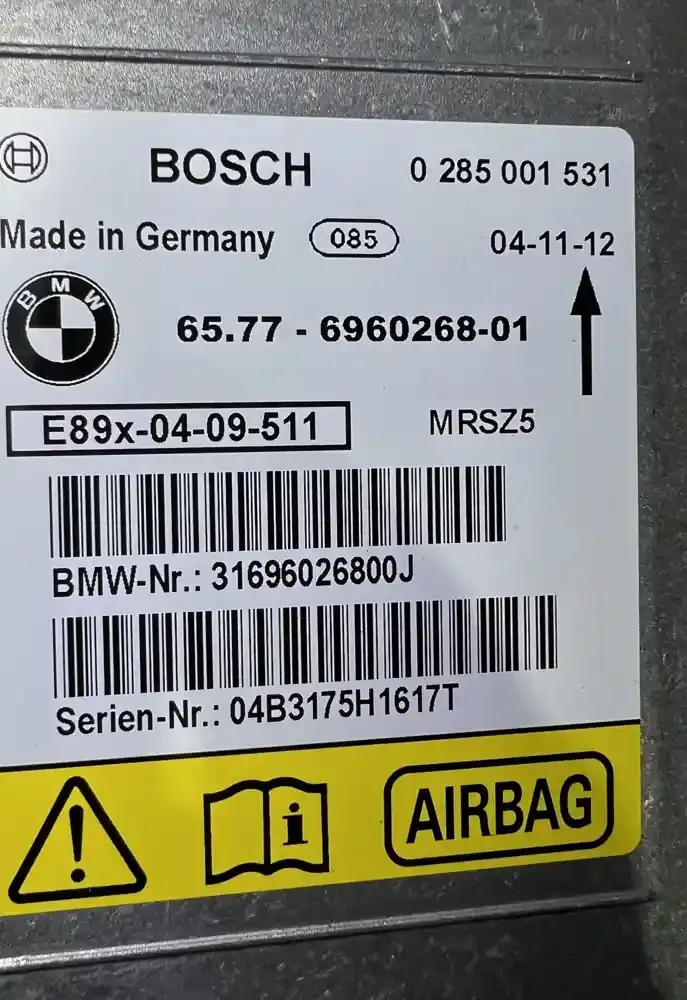 BOSCH 0 285 001 531
Made in Germany 085 04-11-12
BMW 65.77 - 6960268-01
E89x-04-09-511 MRSZ5
BMW-Nr.: 31696026800J
Serien-Nr.: 04B3175H1617T
! i AIRBAG